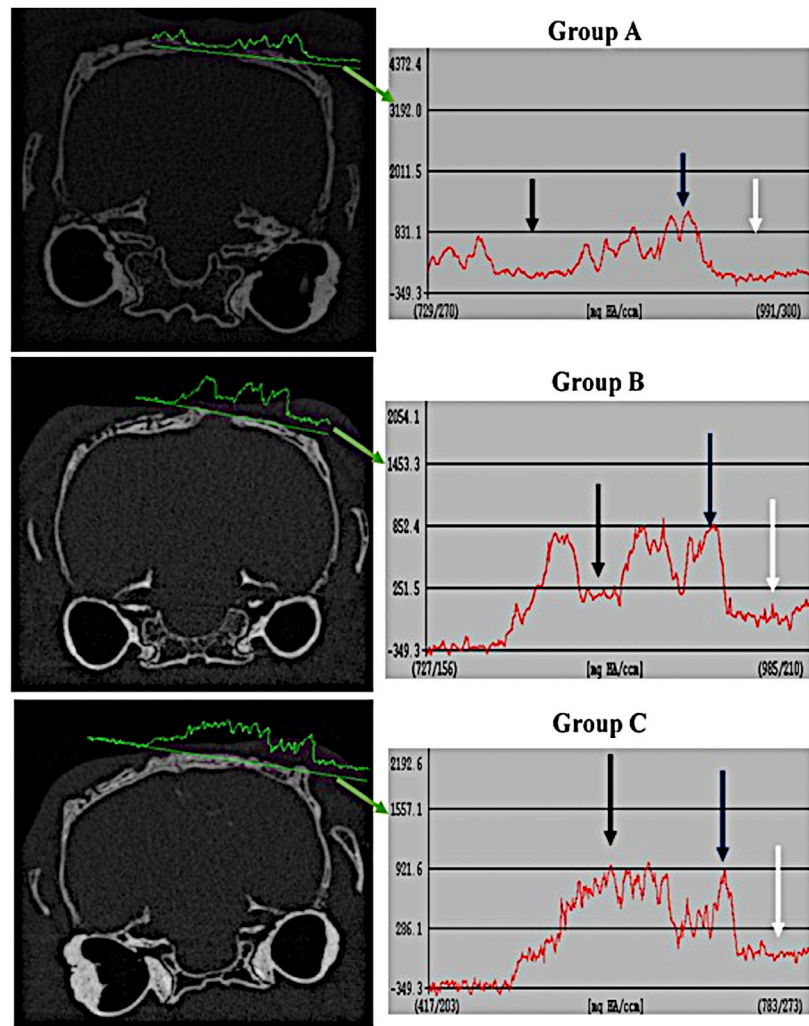 Group A
4372.4
3192.0
2011.5
831.1
-349.3
(729/270) [mg HA/ccm] (991/300)
Group B
2054.1
1453.3
852.4
251.5
-349.3
(727/156) [mg HA/ccm] (985/210)
Group C
2192.6
1557.1
921.6
286.1
-349.3
(417/203) [mg HA/ccm] (783/273)